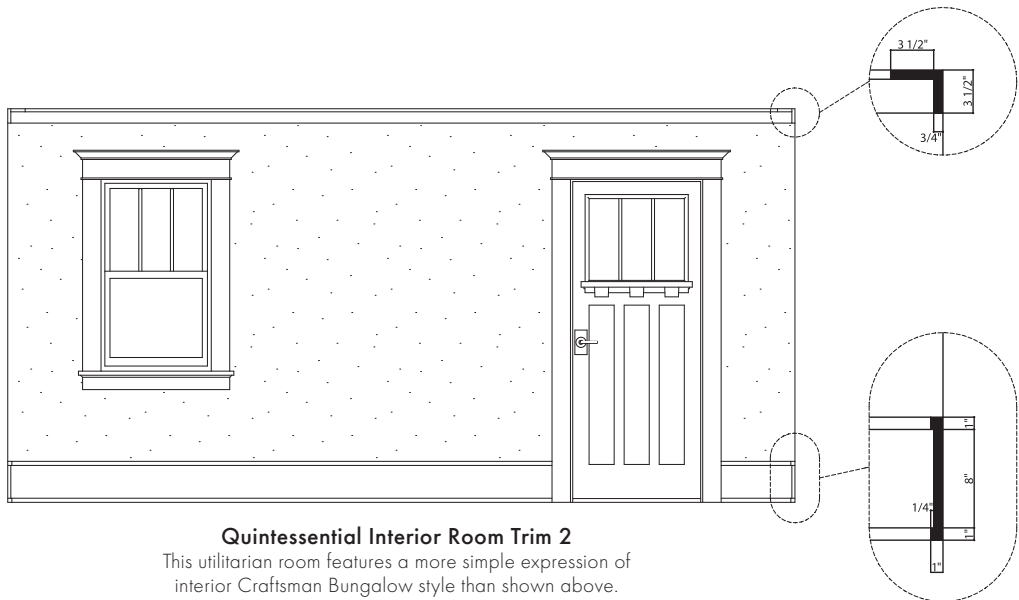 3 1/2"
3 1/2"
3/4"
1"
8"
1/4"
1"
1"
Quintessential Interior Room Trim 2
This utilitarian room features a more simple expression of
interior Craftsman Bungalow style than shown above.